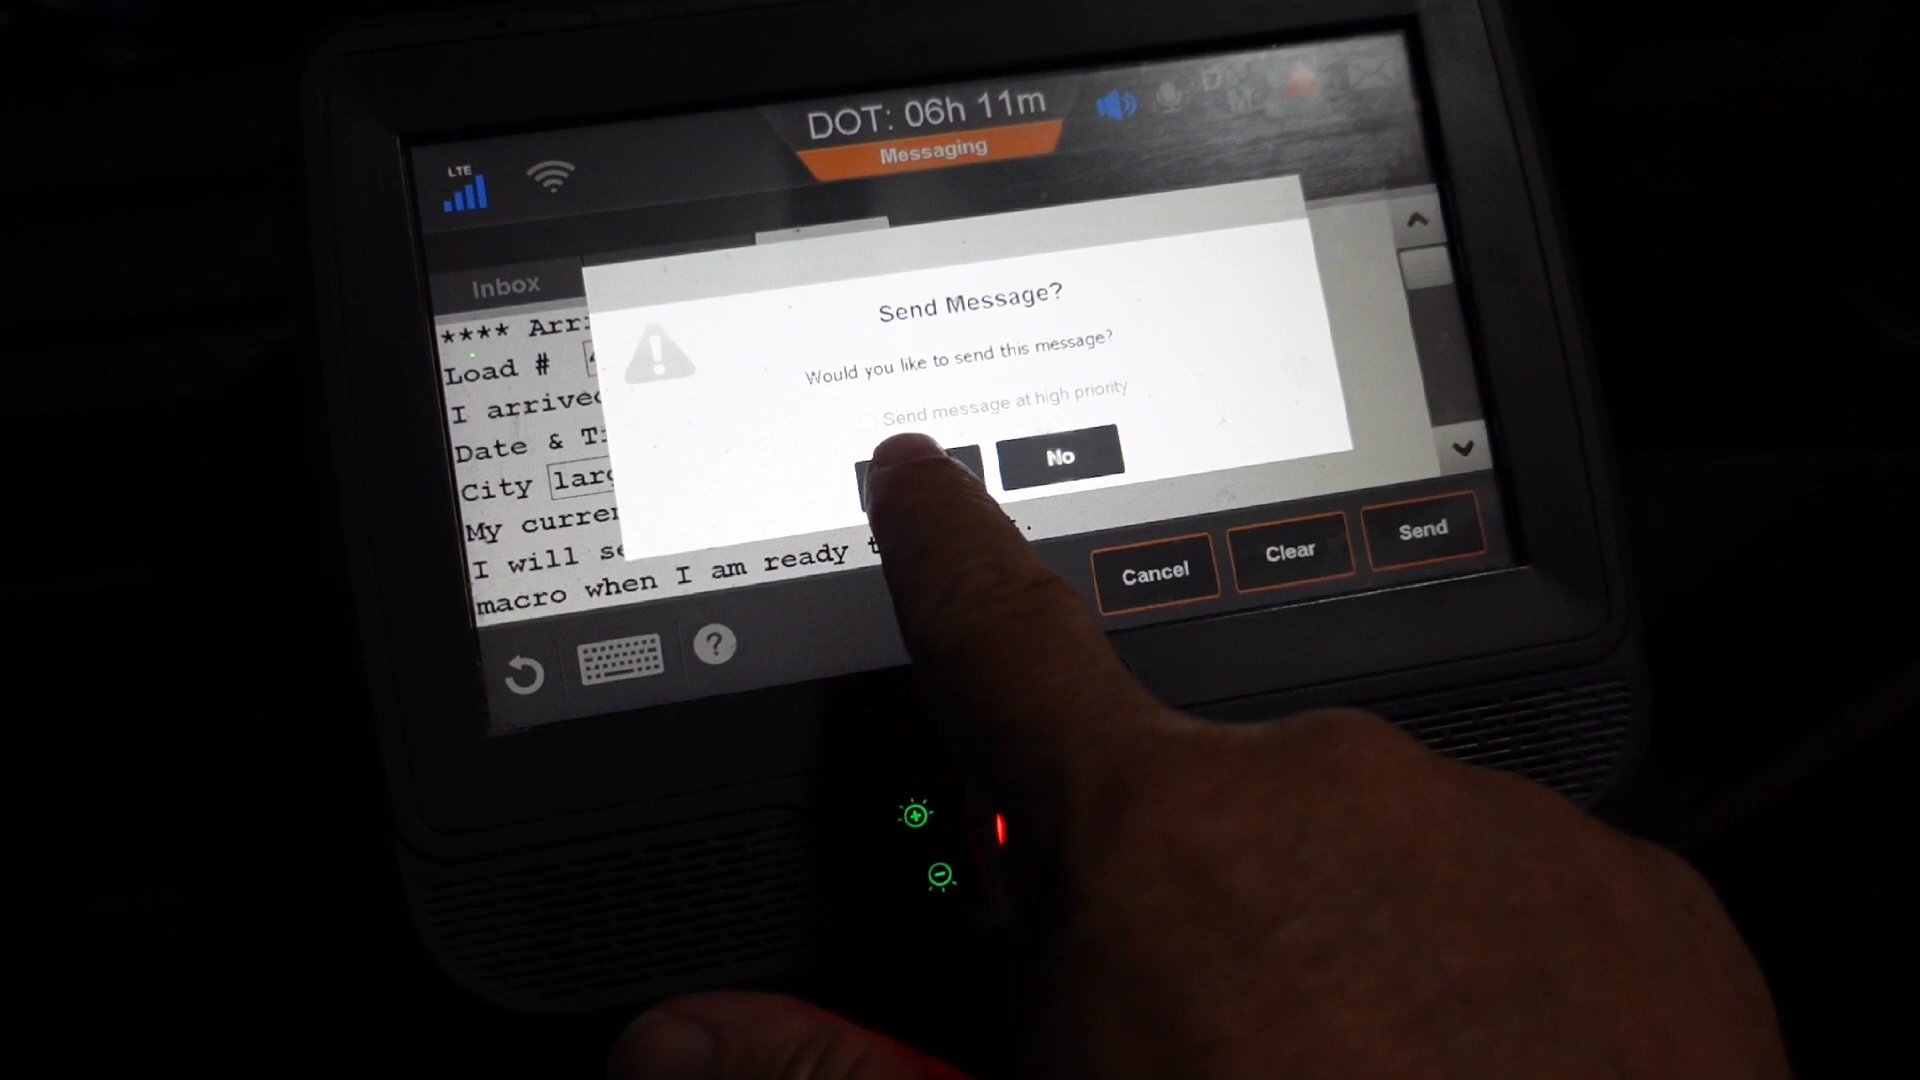 DOT: 06h 11m
LTE
Messaging
Inbox
Send Message?
Would you like to send this message?
Send message at high priority
No
**** Arri
Load #
I arrived
Date & Ti
City larg
My curren
I will se
macro when I am ready
Cancel
Clear
Send
?